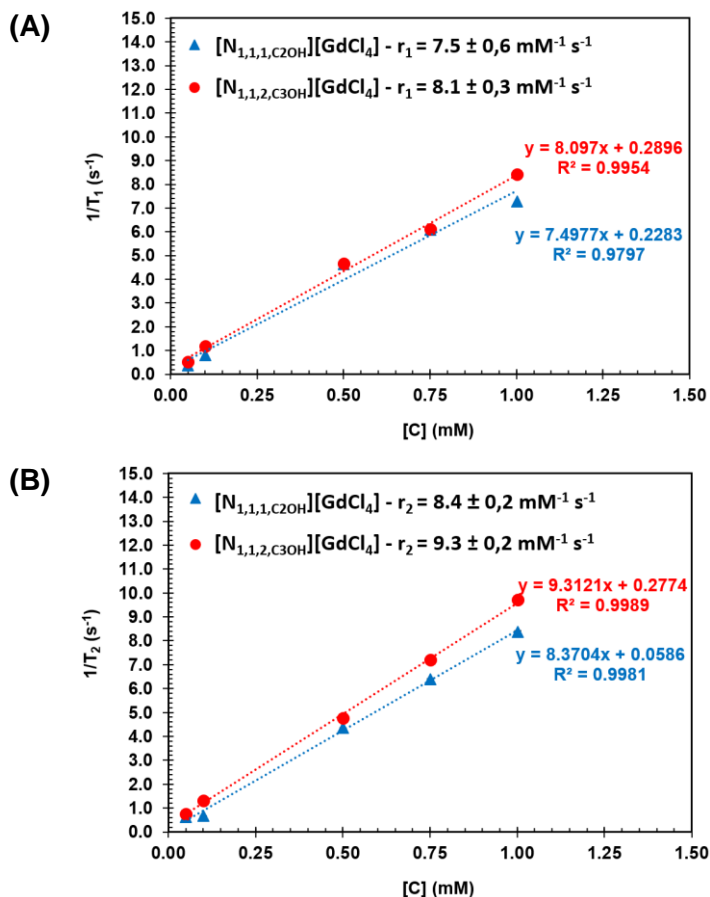 (A)
15.0
14.0
13.0
12.0
11.0
10.0
9.0
8.0
7.0
6.0
5.0
4.0
3.0
2.0
1.0
0.0
1/T1 (s-1)
[N1,1,1,C2OH][GdCl4] - r1 = 7.5 ± 0,6 mM-1 s-1
[N1,1,2,C3OH][GdCl4] - r1 = 8.1 ± 0,3 mM-1 s-1
y = 8.097x + 0.2896
R² = 0.9954
y = 7.4977x + 0.2283
R² = 0.9797
0.00 0.25 0.50 0.75 1.00 1.25 1.50
[C] (mM)
(B)
15.0
14.0
13.0
12.0
11.0
10.0
9.0
8.0
7.0
6.0
5.0
4.0
3.0
2.0
1.0
0.0
1/T2 (s-1)
[N1,1,1,C2OH][GdCl4] - r2 = 8.4 ± 0,2 mM-1 s-1
[N1,1,2,C3OH][GdCl4] - r2 = 9.3 ± 0,2 mM-1 s-1
y = 9.3121x + 0.2774
R² = 0.9989
y = 8.3704x + 0.0586
R² = 0.9981
0.00 0.25 0.50 0.75 1.00 1.25 1.50
[C] (mM)